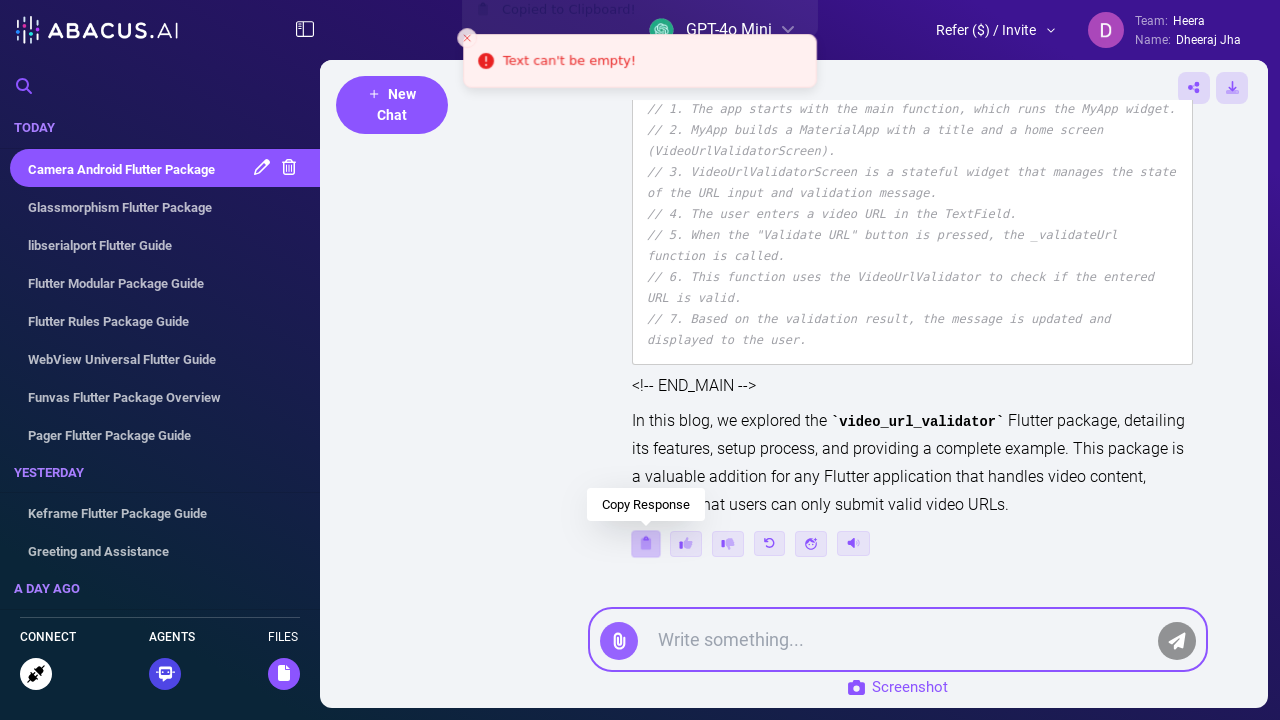 ABACUS.AI
Copied to Clipboard!
GPT-4o Mini
Text can't be empty!
Refer ($) / Invite
D
Team: Heera
Name: Dheeraj Jha
TODAY
Camera Android Flutter Package
Glassmorphism Flutter Package
libserialport Flutter Guide
Flutter Modular Package Guide
Flutter Rules Package Guide
WebView Universal Flutter Guide
Funvas Flutter Package Overview
Pager Flutter Package Guide
YESTERDAY
Keframe Flutter Package Guide
Greeting and Assistance
A DAY AGO
CONNECT
AGENTS
FILES
+ New
Chat
// 1. The app starts with the main function, which runs the MyApp widget.
// 2. MyApp builds a MaterialApp with a title and a home screen
(VideoUrlValidatorScreen).
// 3. VideoUrlValidatorScreen is a stateful widget that manages the state
of the URL input and validation message.
// 4. The user enters a video URL in the TextField.
// 5. When the "Validate URL" button is pressed, the _validateUrl
function is called.
// 6. This function uses the VideoUrlValidator to check if the entered
URL is valid.
// 7. Based on the validation result, the message is updated and
displayed to the user.
<!-- END_MAIN -->
In this blog, we explored the `video_url_validator` Flutter package, detailing
its features, setup process, and providing a complete example. This package is
a valuable addition for any Flutter application that handles video content,
hat users can only submit valid video URLs.
Copy Response
Write something...
Screenshot